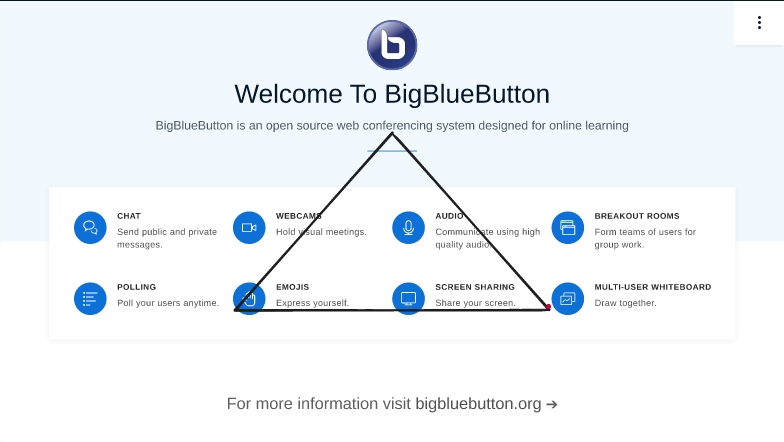 Welcome To BigBlueButton
BigBlueButton is an open source web conferencing system designed for online learning
CHAT
Send public and private
messages.
WEBCAMS
Hold visual meetings.
AUDIO
Communicate using high
quality audio.
BREAKOUT ROOMS
Form teams of users for
group work.
POLLING
Poll your users anytime.
EMOJIS
Express yourself.
SCREEN SHARING
Share your screen.
MULTI-USER WHITEBOARD
Draw together.
For more information visit bigbluebutton.org →